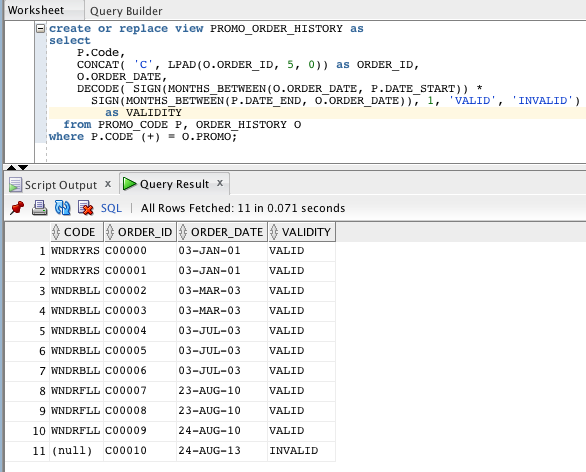 Worksheet Query Builder
create or replace view PROMO_ORDER_HISTORY as
select
P.Code,
CONCAT( 'C', LPAD(O.ORDER_ID, 5, 0)) as ORDER_ID,
O.ORDER_DATE,
DECODE( SIGN(MONTHS_BETWEEN(O.ORDER_DATE, P.DATE_START)) *
SIGN(MONTHS_BETWEEN(P.DATE_END, O.ORDER_DATE)), 1, 'VALID', 'INVALID')
as VALIDITY
from PROMO_CODE P, ORDER_HISTORY O
where P.CODE (+) = O.PROMO;
Script Output x Query Result x
SQL | All Rows Fetched: 11 in 0.071 seconds
CODE ORDER_ID ORDER_DATE VALIDITY
1 WNDRYRS C00000 03-JAN-01 VALID
2 WNDRYRS C00001 03-JAN-01 VALID
3 WNDRBLL C00002 03-MAR-03 VALID
4 WNDRBLL C00003 03-MAR-03 VALID
5 WNDRBLL C00004 03-JUL-03 VALID
6 WNDRBLL C00005 03-JUL-03 VALID
7 WNDRBLL C00006 03-JUL-03 VALID
8 WNDRFLL C00007 23-AUG-10 VALID
9 WNDRFLL C00008 23-AUG-10 VALID
10 WNDRFLL C00009 24-AUG-10 VALID
11 (null) C00010 24-AUG-13 INVALID